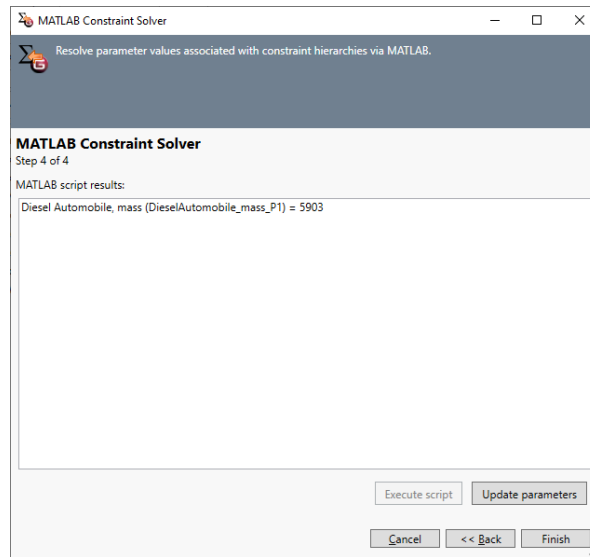 MATLAB Constraint Solver
Resolve parameter values associated with constraint hierarchies via MATLAB.
MATLAB Constraint Solver
Step 4 of 4
MATLAB script results:
Diesel Automobile, mass (DieselAutomobile_mass_P1) = 5903
Execute script
Update parameters
Cancel
<< Back
Finish